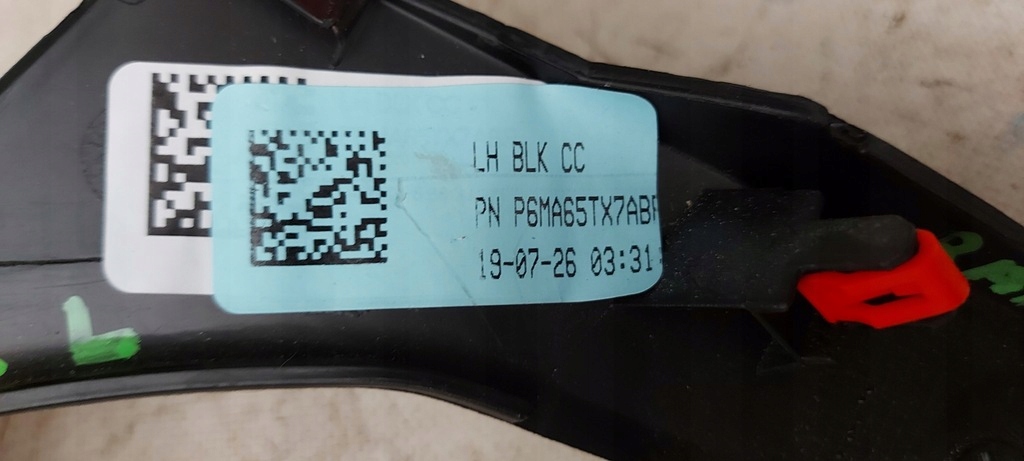 LH BLK CC
PN P6MA65TX7AB
19-07-26 03:31
L